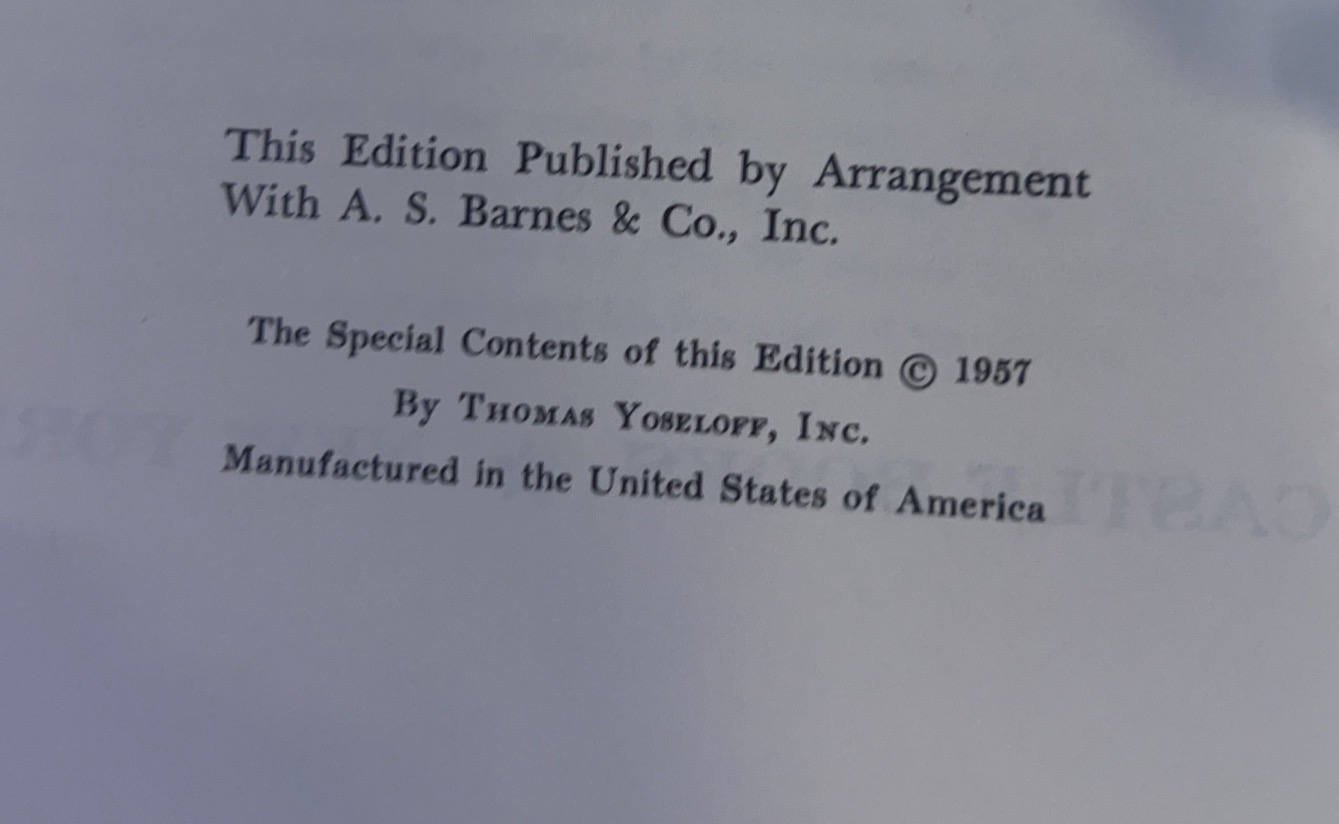 This Edition Published by Arrangement
With A. S. Barnes & Co., Inc.
The Special Contents of this Edition © 1957
By THOMAS YOSELOFF, INC.
Manufactured in the United States of America